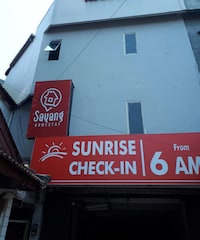 Sayang
HOMESTAY
SUNRISE
CHECK-IN
From
6 AM